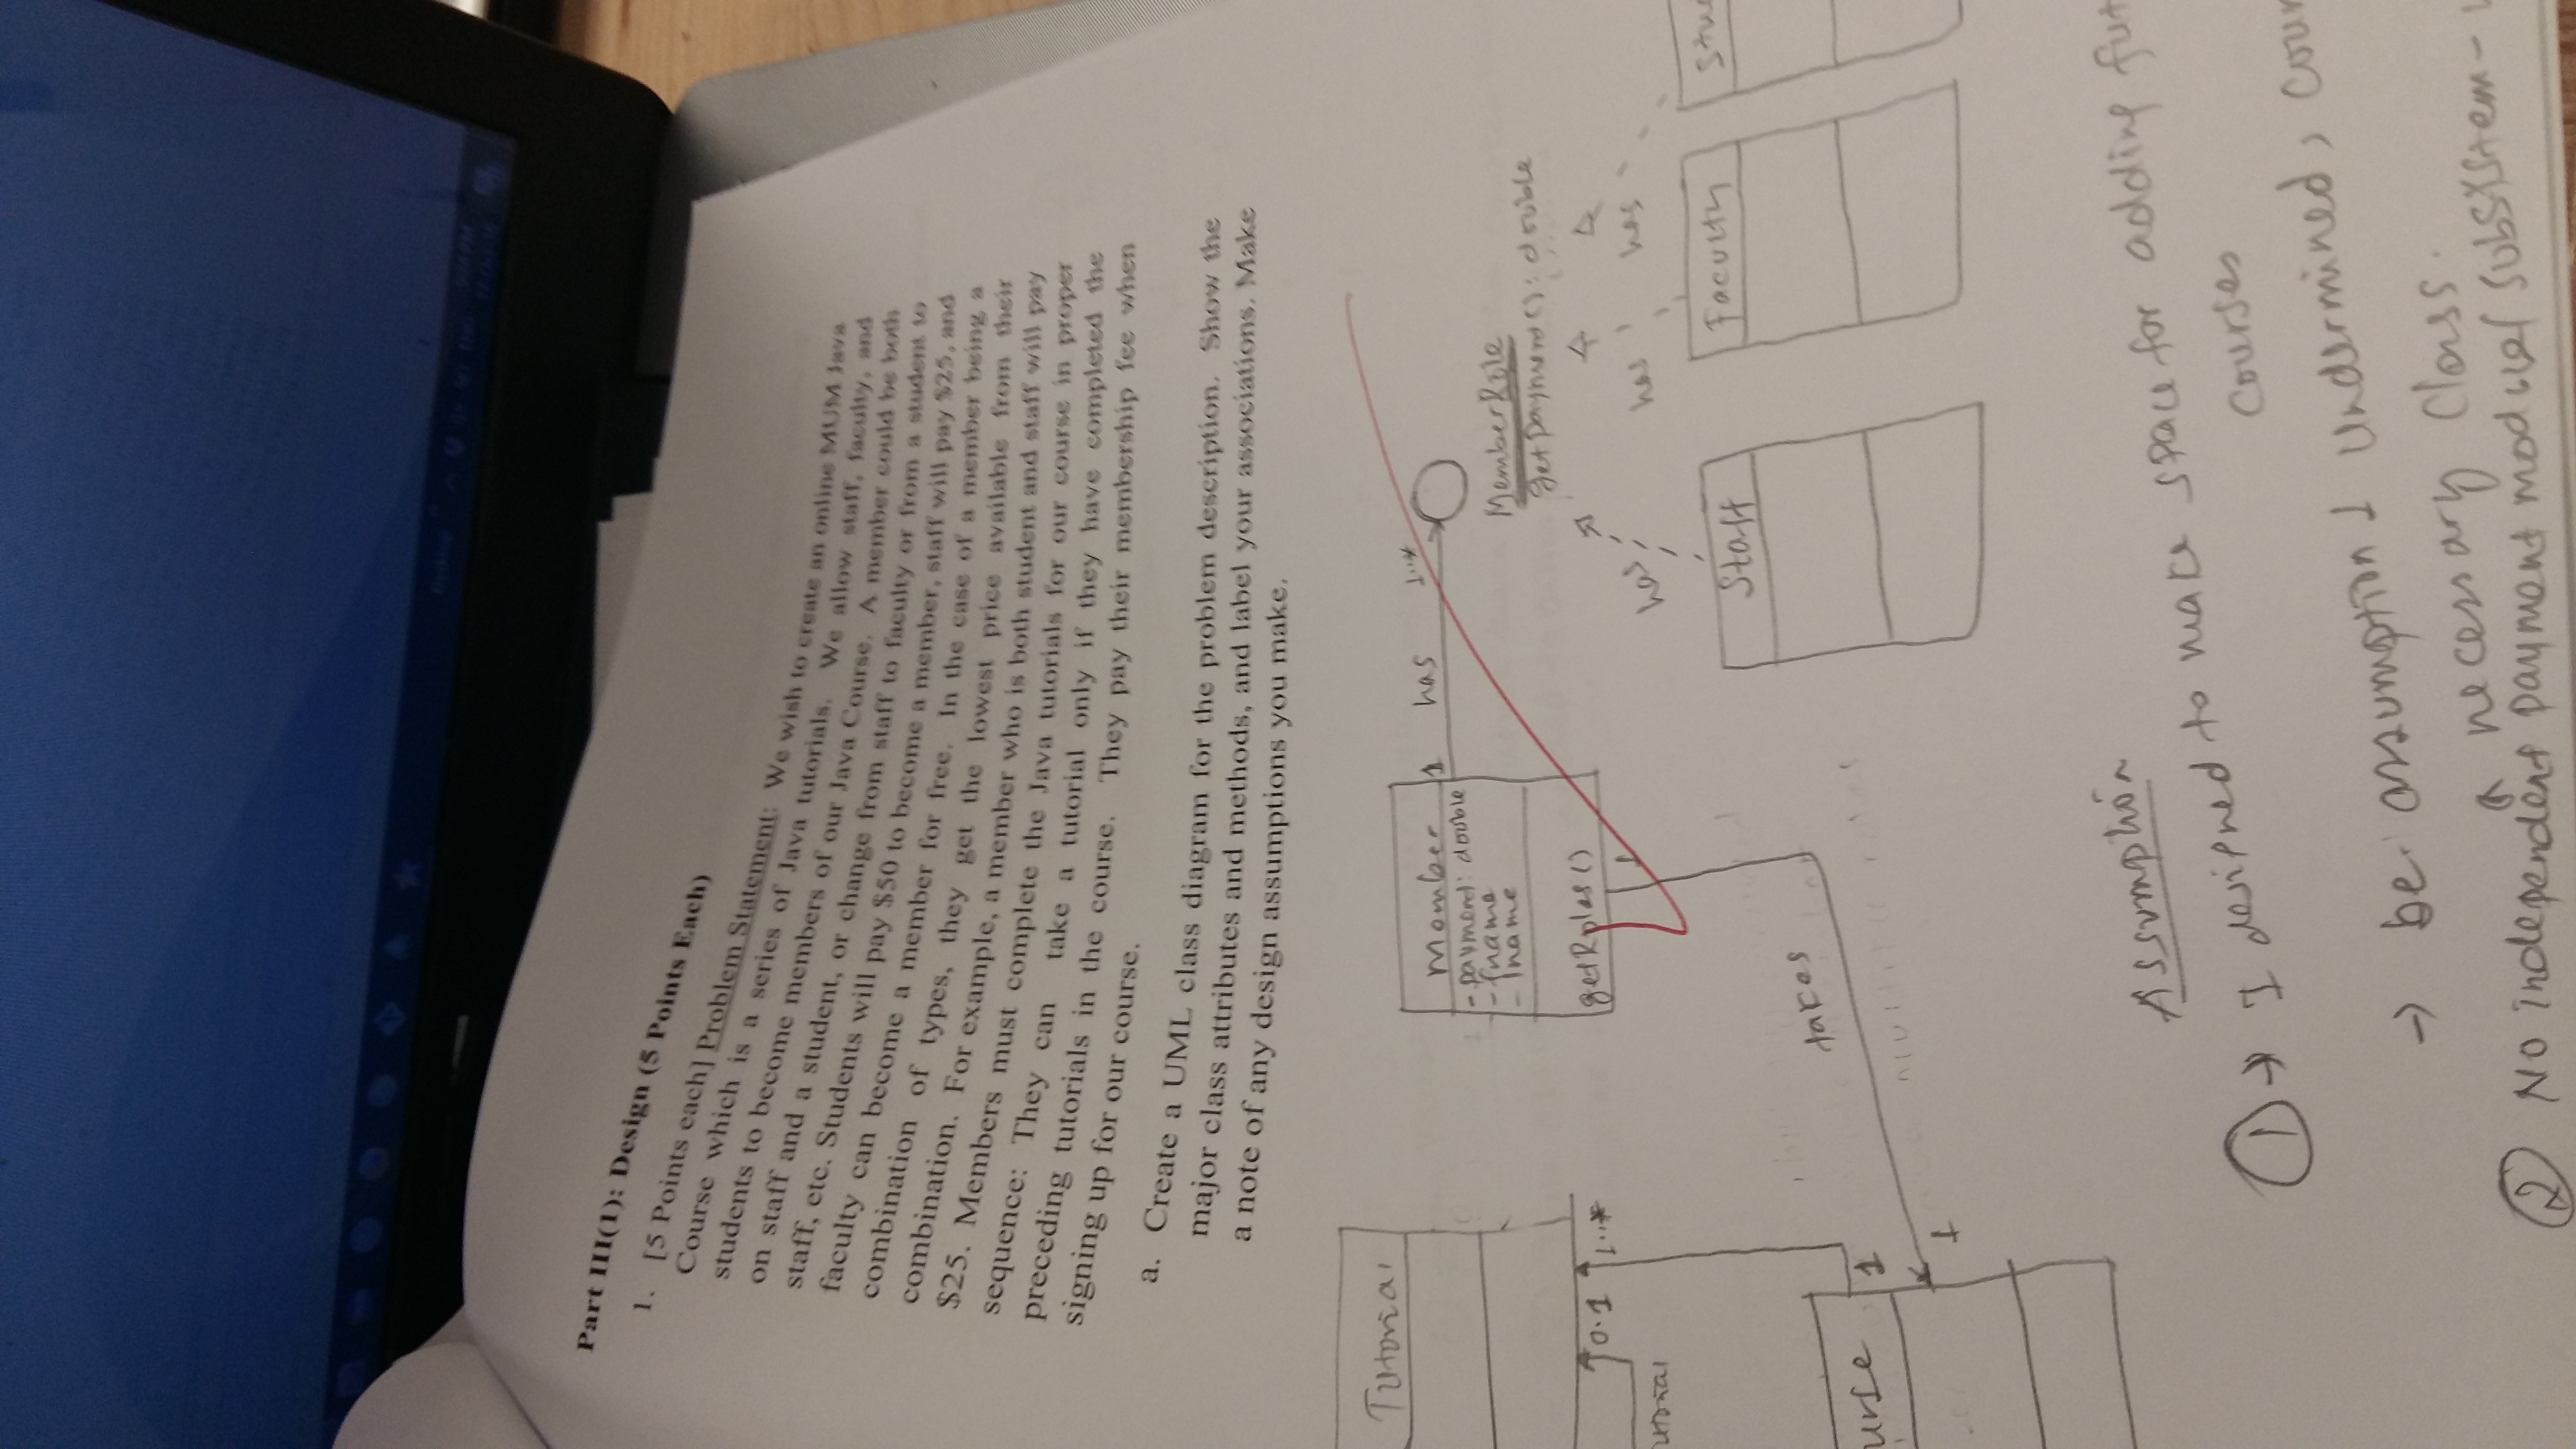 Part III(1): Design (5 Points Each)
1. [5 Points each] Problem Statement: We wish to create an online MUM Java
Course which is a series of Java tutorials. We allow staff, faculty, and
students to become members of our Java Course. A member could be both
on staff and a student, or change from staff to faculty or from a student to
staff, etc. Students will pay $50 to become a member, staff will pay $25, and
faculty can become a member for free. In the case of a member being a
combination of types, they get the lowest price available from their
combination. For example, a member who is both student and staff will pay
$25. Members must complete the Java tutorials for our course in proper
sequence: They can take a tutorial only if they have completed the
preceding tutorials in the course. They pay their membership fee when
signing up for our course.
a. Create a UML class diagram for the problem description. Show the
major class attributes and methods, and label your associations. Make
a note of any design assumptions you make.
Tutorial
Member
- payment: double
- fname
- lname
getRoles()
1 has 1..*
MemberRole
getPayment(): double
0..1 1..*
utorial
1
has has has
Staff
Faculty
Stu
takes
urse
1
1
multiple roles
Assumption
1 → I designed to make space for adding fut
courses
→ be assumption 1 undermined, cour
a necessary class.
2 No independent payment